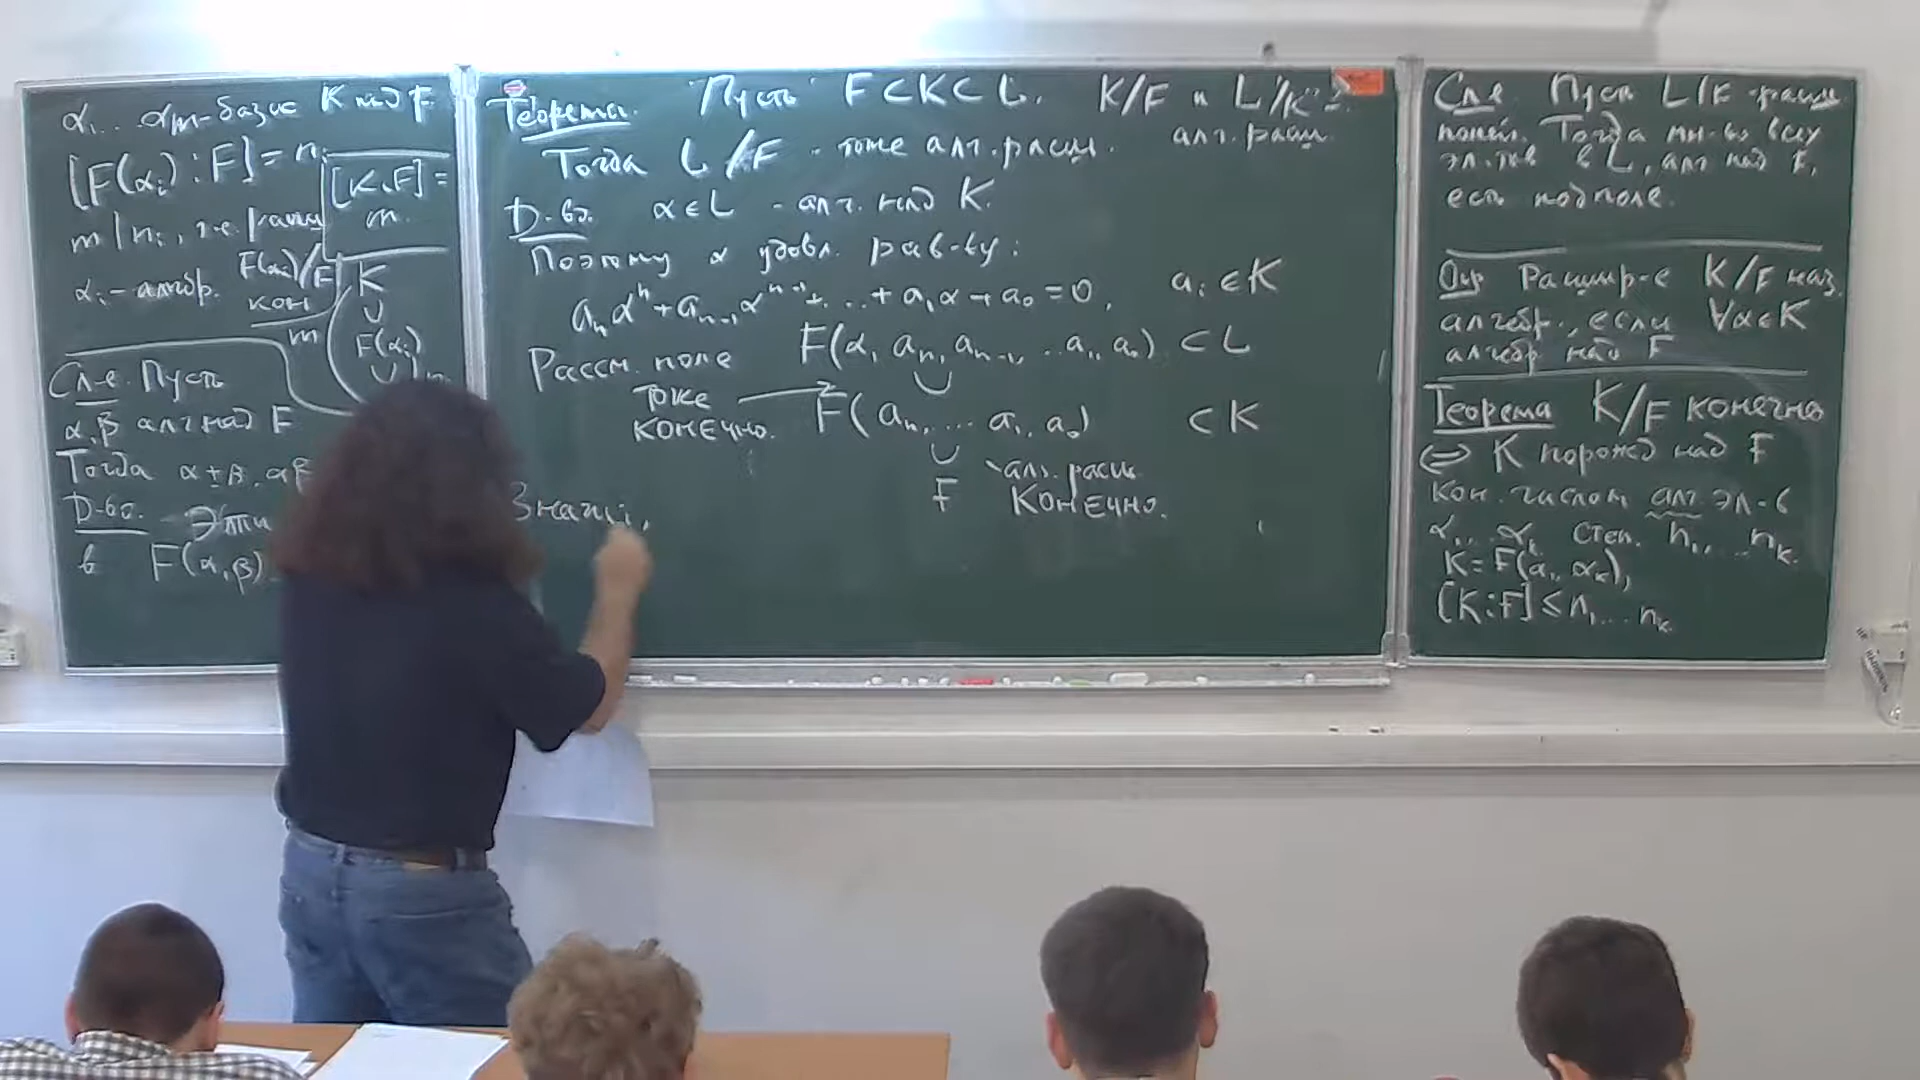 α₁ ... αm - базис K над F
[F(αᵢ) : F] = nᵢ
[K:F] = m.
m | nᵢ, т.е. расш
F(αᵢ)/F
αᵢ - алгебр.
кон
m
K
∪
F(αᵢ)
∪
Сл-е. Пусть
α, β алг над F
Тогда α ± β, αβ
D-во. - Эти
в F(α, β)
Теорема. Пусть F ⊂ K ⊂ L. K/F и L/K -
алг. расш.
Тогда L/F - тоже алг. расш.
D-во. α ∈ L - алг. над K.
Поэтому α удовл. рав-ву:
aₙαⁿ + aₙ₋₁αⁿ⁻¹ + ... + a₁α + a₀ = 0, aᵢ ∈ K
Рассм. поле F(α, aₙ, aₙ₋₁, .. a₁, a₀) ⊂ L
∪
тоже → F(aₙ, ... a₁, a₀) ⊂ K
конечно.
∪
F - алг. расш.
конечно.
Значит,
Сл-е. Пусть L/F - расш
полей. Тогда мн-во всех
эл-тов в L, алг над F,
есть подполе.
Опр Расшир-е K/F наз.
алгебр., если ∀α∈K
алгебр над F
Теорема K/F конечно
⇔ K порожд над F
кон. числом алг эл-в
α₁ ... αₖ степ. n₁, ... nₖ.
K = F(α₁, αₖ),
[K:F] ≤ n₁ ... nₖ.